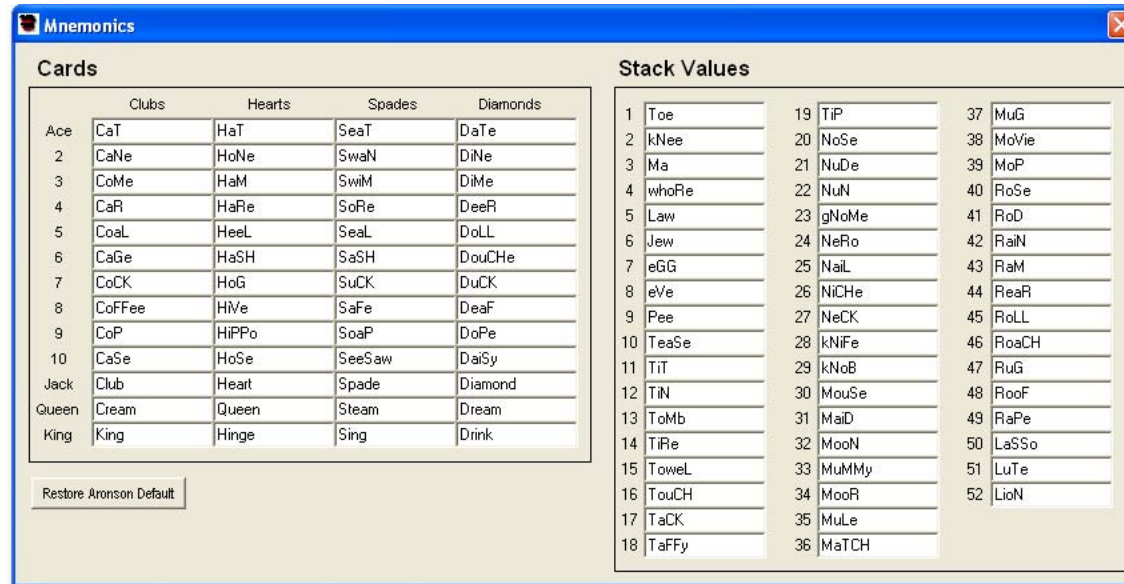 Mnemonics
Cards
Clubs Hearts Spades Diamonds
Ace CaT HaT SeaT DaTe
2 CaNe HoNe SwaN DiNe
3 CoMe HaM SwiM DiMe
4 CaR HaRe SoRe DeeR
5 CoaL HeeL SeaL DoLL
6 CaGe HaSH SaSH DouCHe
7 CoCK HoG SuCK DuCK
8 CoFFee HiVe SaFe DeaF
9 CoP HiPPo SoaP DoPe
10 CaSe HoSe SeeSaw DaiSy
Jack Club Heart Spade Diamond
Queen Cream Queen Steam Dream
King King Hinge Sing Drink
Restore Aronson Default
Stack Values
1 Toe 19 TiP 37 MuG
2 kNee 20 NoSe 38 MoVie
3 Ma 21 NuDe 39 MoP
4 whoRe 22 NuN 40 RoSe
5 Law 23 gNoMe 41 RoD
6 Jew 24 NeRo 42 RaiN
7 eGG 25 NaiL 43 RaM
8 eVe 26 NiCHe 44 ReaR
9 Pee 27 NeCK 45 RoLL
10 TeaSe 28 kNiFe 46 RoaCH
11 TiT 29 kNoB 47 RuG
12 TiN 30 MouSe 48 RooF
13 ToMb 31 MaiD 49 RaPe
14 TiRe 32 MooN 50 LaSSo
15 ToweL 33 MuMMy 51 LuTe
16 TouCH 34 MooR 52 LioN
17 TaCK 35 MuLe
18 TaFFy 36 MaTCH